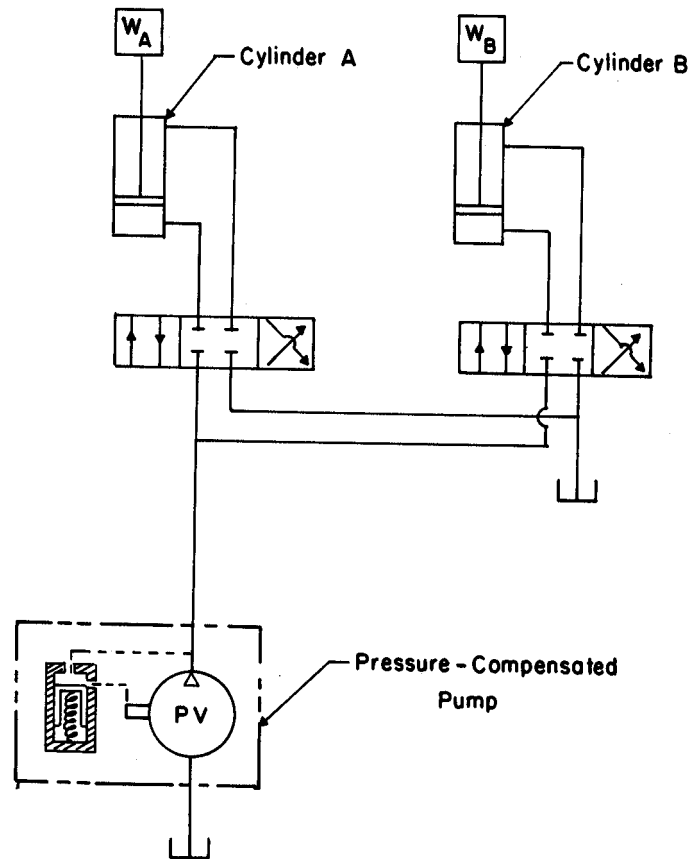 W_A
Cylinder A
W_B
Cylinder B
PV
Pressure-Compensated
Pump